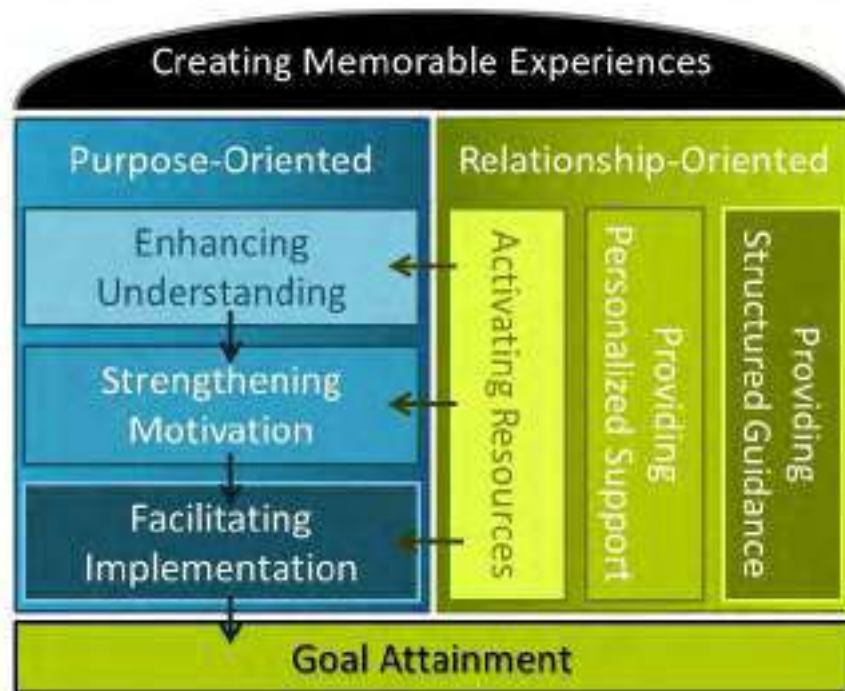 Creating Memorable Experiences
Purpose-Oriented
Enhancing
Understanding
Strengthening
Motivation
Facilitating
Implementation
Relationship-Oriented
Activating Resources
Providing
Personalized Support
Providing
Structured Guidance
Goal Attainment